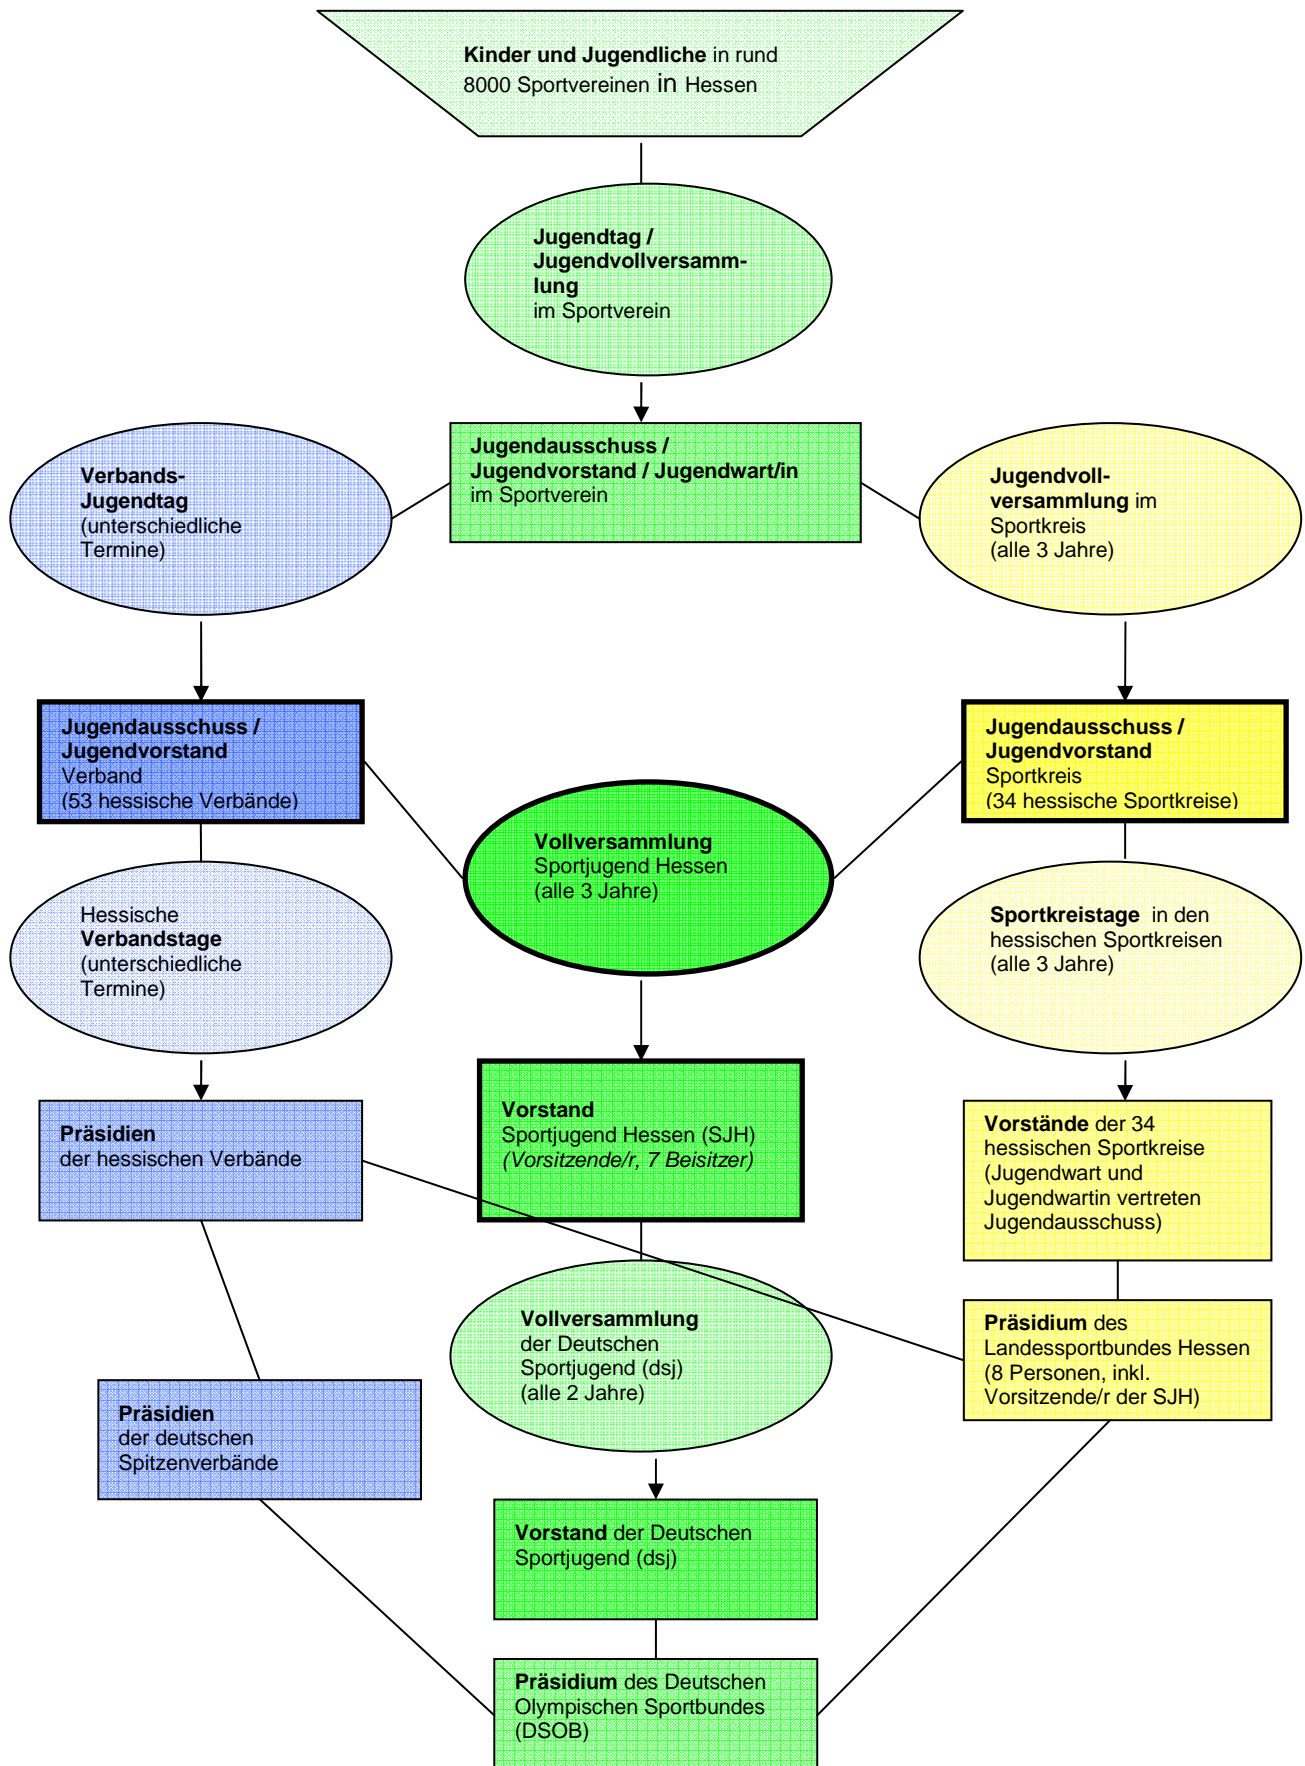 Kinder und Jugendliche in rund
8000 Sportvereinen in Hessen
Jugendtag /
Jugendvollversamm-
lung
im Sportverein
Jugendausschuss /
Jugendvorstand / Jugendwart/in
im Sportverein
Verbands-
Jugendtag
(unterschiedliche
Termine)
Jugendvoll-
versammlung im
Sportkreis
(alle 3 Jahre)
Jugendausschuss /
Jugendvorstand
Verband
(53 hessische Verbände)
Jugendausschuss /
Jugendvorstand
Sportkreis
(34 hessische Sportkreise)
Vollversammlung
Sportjugend Hessen
(alle 3 Jahre)
Hessische
Verbandstage
(unterschiedliche
Termine)
Sportkreistage in den
hessischen Sportkreisen
(alle 3 Jahre)
Präsidien
der hessischen Verbände
Vorstand
Sportjugend Hessen (SJH)
(Vorsitzende/r, 7 Beisitzer)
Vorstände der 34
hessischen Sportkreise
(Jugendwart und
Jugendwartin vertreten
Jugendausschuss)
Vollversammlung
der Deutschen
Sportjugend (dsj)
(alle 2 Jahre)
Präsidium des
Landessportbundes Hessen
(8 Personen, inkl.
Vorsitzende/r der SJH)
Präsidien
der deutschen
Spitzenverbände
Vorstand der Deutschen
Sportjugend (dsj)
Präsidium des Deutschen
Olympischen Sportbundes
(DSOB)